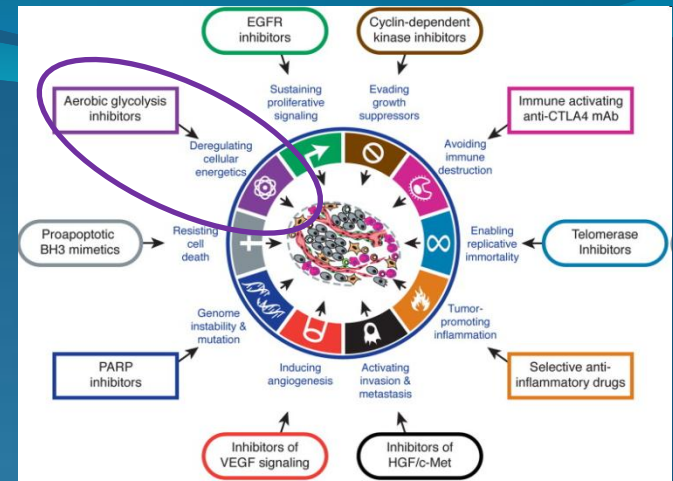 EGFR
inhibitors
Cyclin-dependent
kinase inhibitors
Sustaining
proliferative
signaling
Evading
growth
suppressors
Aerobic glycolysis
inhibitors
Immune activating
anti-CTLA4 mAb
Deregulating
cellular
energetics
Avoiding
immune
destruction
Proapoptotic
BH3 mimetics
Resisting
cell
death
Enabling
replicative
immortality
Telomerase
Inhibitors
Genome
instability &
mutation
Tumor-
promoting
inflammation
PARP
inhibitors
Inducing
angiogenesis
Activating
invasion &
metastasis
Selective anti-
inflammatory drugs
Inhibitors of
VEGF signaling
Inhibitors of
HGF/c-Met